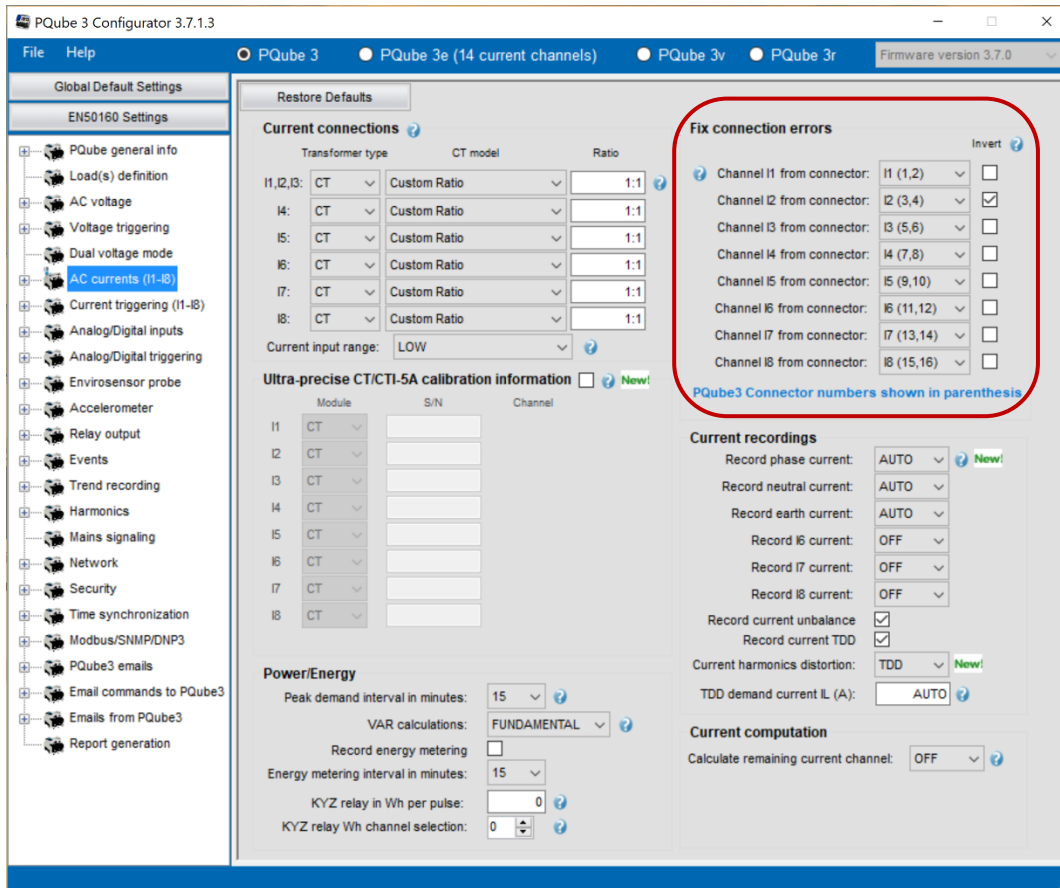 PQube 3 Configurator 3.7.1.3
File Help
PQube 3 PQube 3e (14 current channels) PQube 3v PQube 3r Firmware version 3.7.0
Global Default Settings
EN50160 Settings
PQube general info
Load(s) definition
AC voltage
Voltage triggering
Dual voltage mode
AC currents (I1-I8)
Current triggering (I1-I8)
Analog/Digital inputs
Analog/Digital triggering
Envirosensor probe
Accelerometer
Relay output
Events
Trend recording
Harmonics
Mains signaling
Network
Security
Time synchronization
Modbus/SNMP/DNP3
PQube3 emails
Email commands to PQube3
Emails from PQube3
Report generation
Restore Defaults
Current connections ?
Transformer type CT model Ratio
I1,I2,I3: CT Custom Ratio 1:1 ?
I4: CT Custom Ratio 1:1
I5: CT Custom Ratio 1:1
I6: CT Custom Ratio 1:1
I7: CT Custom Ratio 1:1
I8: CT Custom Ratio 1:1
Current input range: LOW ?
Ultra-precise CT/CTI-5A calibration information ? New!
Module S/N Channel
I1 CT
I2 CT
I3 CT
I4 CT
I5 CT
I6 CT
I7 CT
I8 CT
Power/Energy
Peak demand interval in minutes: 15 ?
VAR calculations: FUNDAMENTAL ?
Record energy metering
Energy metering interval in minutes: 15
KYZ relay in Wh per pulse: 0 ?
KYZ relay Wh channel selection: 0 ?
Fix connection errors
Invert ?
? Channel I1 from connector: I1 (1,2)
Channel I2 from connector: I2 (3,4)
Channel I3 from connector: I3 (5,6)
Channel I4 from connector: I4 (7,8)
Channel I5 from connector: I5 (9,10)
Channel I6 from connector: I6 (11,12)
Channel I7 from connector: I7 (13,14)
Channel I8 from connector: I8 (15,16)
PQube3 Connector numbers shown in parenthesis
Current recordings
Record phase current: AUTO ? New!
Record neutral current: AUTO
Record earth current: AUTO
Record I6 current: OFF
Record I7 current: OFF
Record I8 current: OFF
Record current unbalance
Record current TDD
Current harmonics distortion: TDD New!
TDD demand current IL (A): AUTO ?
Current computation
Calculate remaining current channel: OFF ?